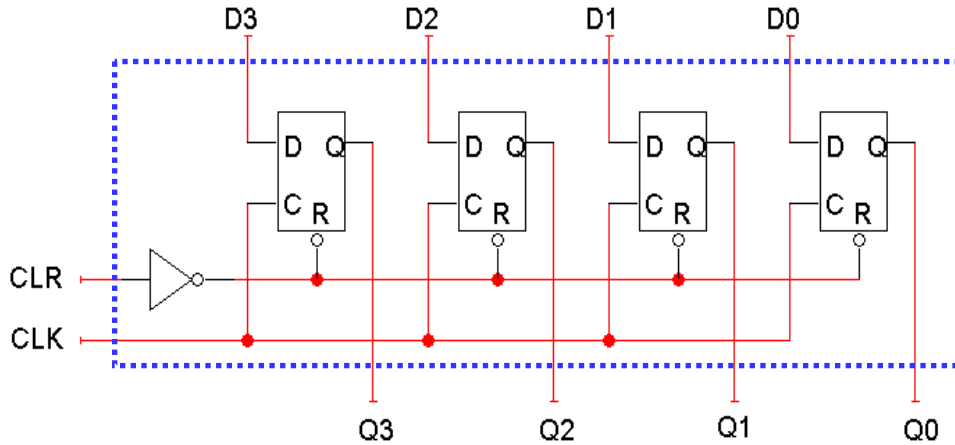 D3 D2 D1 D0
D Q D Q D Q D Q
C R C R C R C R
CLR
CLK
Q3 Q2 Q1 Q0